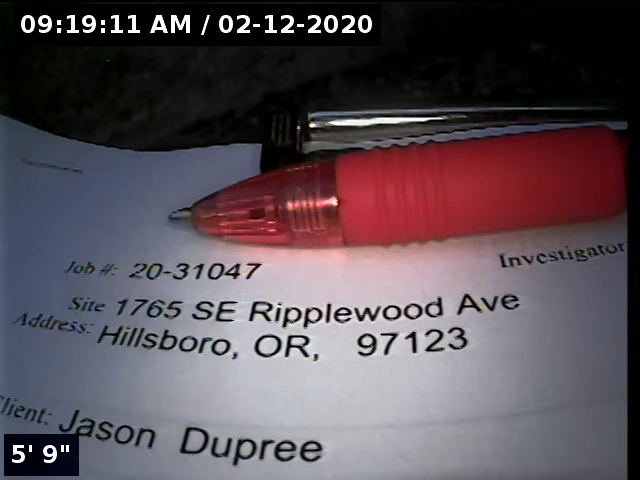 09:19:11 AM / 02-12-2020
Job #: 20-31047
Investigator
Site Address: 1765 SE Ripplewood Ave
Hillsboro, OR, 97123
Client: Jason Dupree
5' 9"